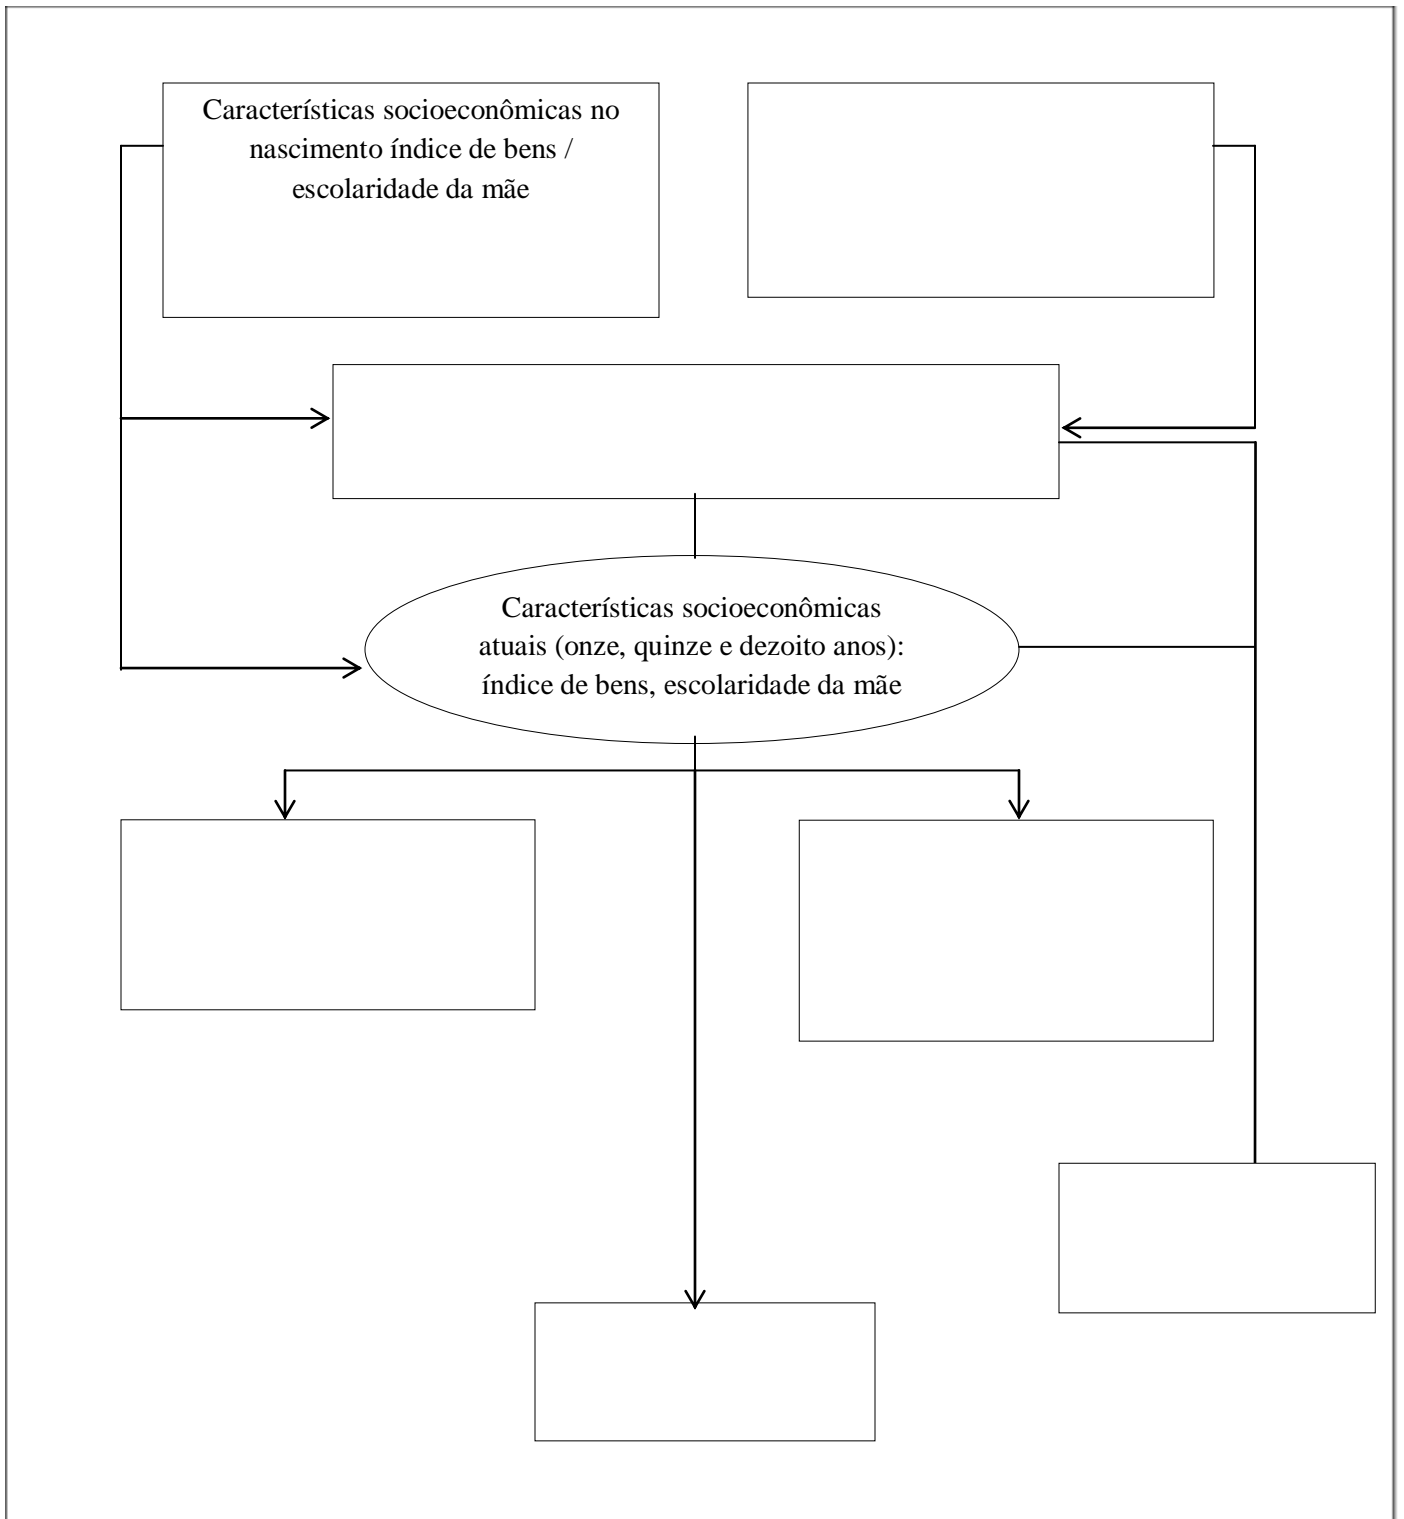 Características socioeconômicas no
nascimento índice de bens /
escolaridade da mãe
Características socioeconômicas
atuais (onze, quinze e dezoito anos):
índice de bens, escolaridade da mãe